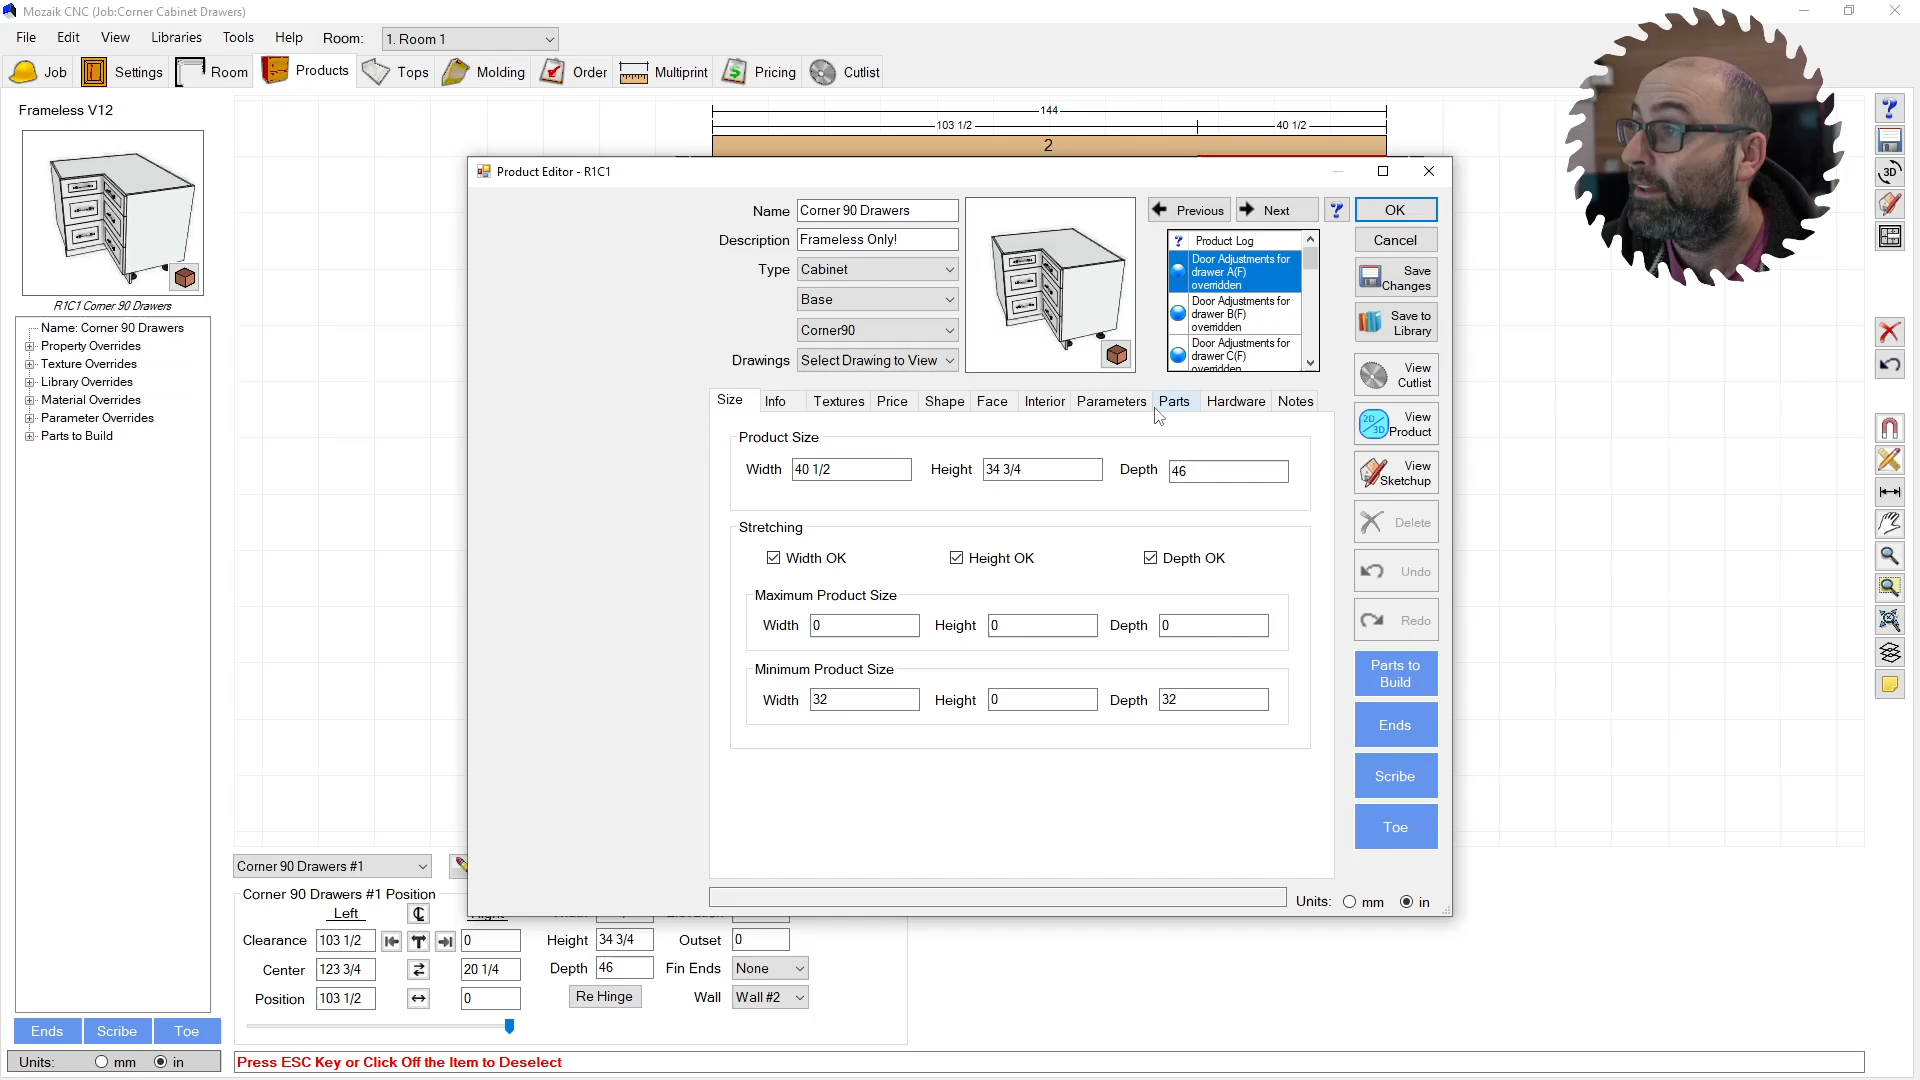 Mozaik CNC (Job:Corner Cabinet Drawers)
File Edit View Libraries Tools Help Room: 1. Room 1
Job Settings Room Products Tops Molding Order Multiprint Pricing Cutlist
Frameless V12
R1C1 Corner 90 Drawers
Name: Corner 90 Drawers
Property Overrides
Texture Overrides
Library Overrides
Material Overrides
Parameter Overrides
Parts to Build
Ends Scribe Toe
Units: mm in
144
103 1/2 40 1/2
2
3D
Product Editor - R1C1
Name Corner 90 Drawers
Description Frameless Only!
Type Cabinet
Base
Corner90
Drawings Select Drawing to View
Previous Next ? OK
? Product Log
Door Adjustments for
drawer A(F)
overridden
Door Adjustments for
drawer B(F)
overridden
Door Adjustments for
drawer C(F)
overridden
Cancel
Save
Changes
Save to
Library
View
Cutlist
2D/3D
View
Product
View
Sketchup
Delete
Undo
Redo
Parts to
Build
Ends
Scribe
Toe
Size Info Textures Price Shape Face Interior Parameters Parts Hardware Notes
Product Size
Width 40 1/2 Height 34 3/4 Depth 46
Stretching
Width OK Height OK Depth OK
Maximum Product Size
Width 0 Height 0 Depth 0
Minimum Product Size
Width 32 Height 0 Depth 32
Units: mm in
Corner 90 Drawers #1
Corner 90 Drawers #1 Position
Left
Clearance 103 1/2 0 Height 34 3/4 Outset 0
Center 123 3/4 20 1/4 Depth 46 Fin Ends None
Position 103 1/2 0 Re Hinge Wall Wall #2
Press ESC Key or Click Off the Item to Deselect